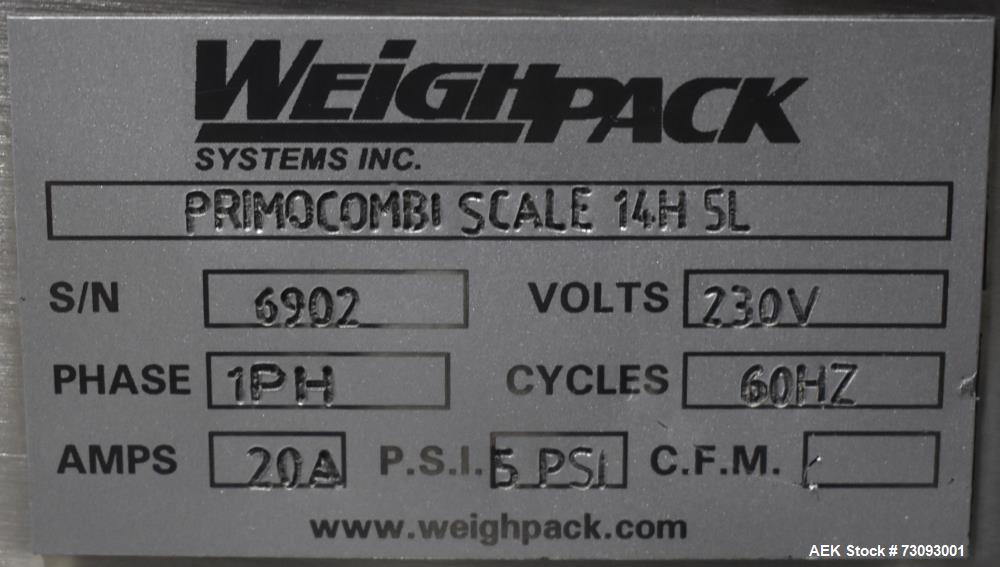 WEIGHPACK
SYSTEMS INC.
PRIMOCOMBI SCALE 14H 5L
S/N 6902 VOLTS 230V
PHASE 1PH CYCLES 60HZ
AMPS 20A P.S.I. 5 PSI C.F.M.
www.weighpack.com
AEK Stock # 73093001